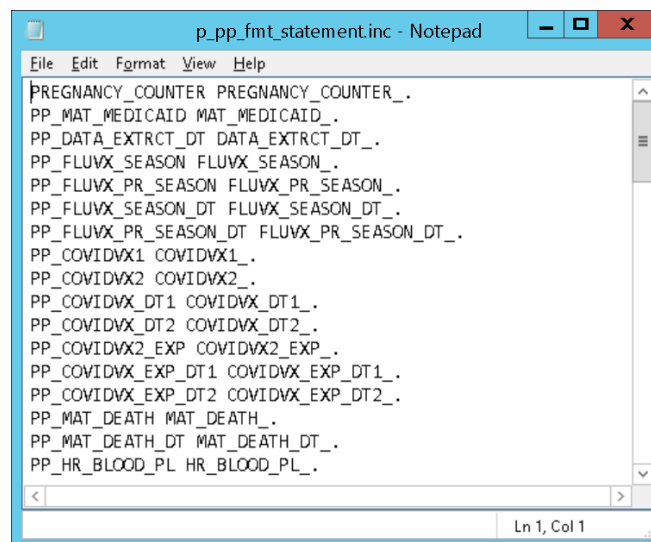 p_pp_fmt_statement.inc - Notepad
File Edit Format View Help
PREGNANCY_COUNTER PREGNANCY_COUNTER_.
PP_MAT_MEDICAID MAT_MEDICAID_.
PP_DATA_EXTRCT_DT DATA_EXTRCT_DT_.
PP_FLUVX_SEASON FLUVX_SEASON_.
PP_FLUVX_PR_SEASON FLUVX_PR_SEASON_.
PP_FLUVX_SEASON_DT FLUVX_SEASON_DT_.
PP_FLUVX_PR_SEASON_DT FLUVX_PR_SEASON_DT_.
PP_COVIDVX1 COVIDVX1_.
PP_COVIDVX2 COVIDVX2_.
PP_COVIDVX_DT1 COVIDVX_DT1_.
PP_COVIDVX_DT2 COVIDVX_DT2_.
PP_COVIDVX2_EXP COVIDVX2_EXP_.
PP_COVIDVX_EXP_DT1 COVIDVX_EXP_DT1_.
PP_COVIDVX_EXP_DT2 COVIDVX_EXP_DT2_.
PP_MAT_DEATH MAT_DEATH_.
PP_MAT_DEATH_DT MAT_DEATH_DT_.
PP_HR_BLOOD_PL HR_BLOOD_PL_.
Ln 1, Col 1